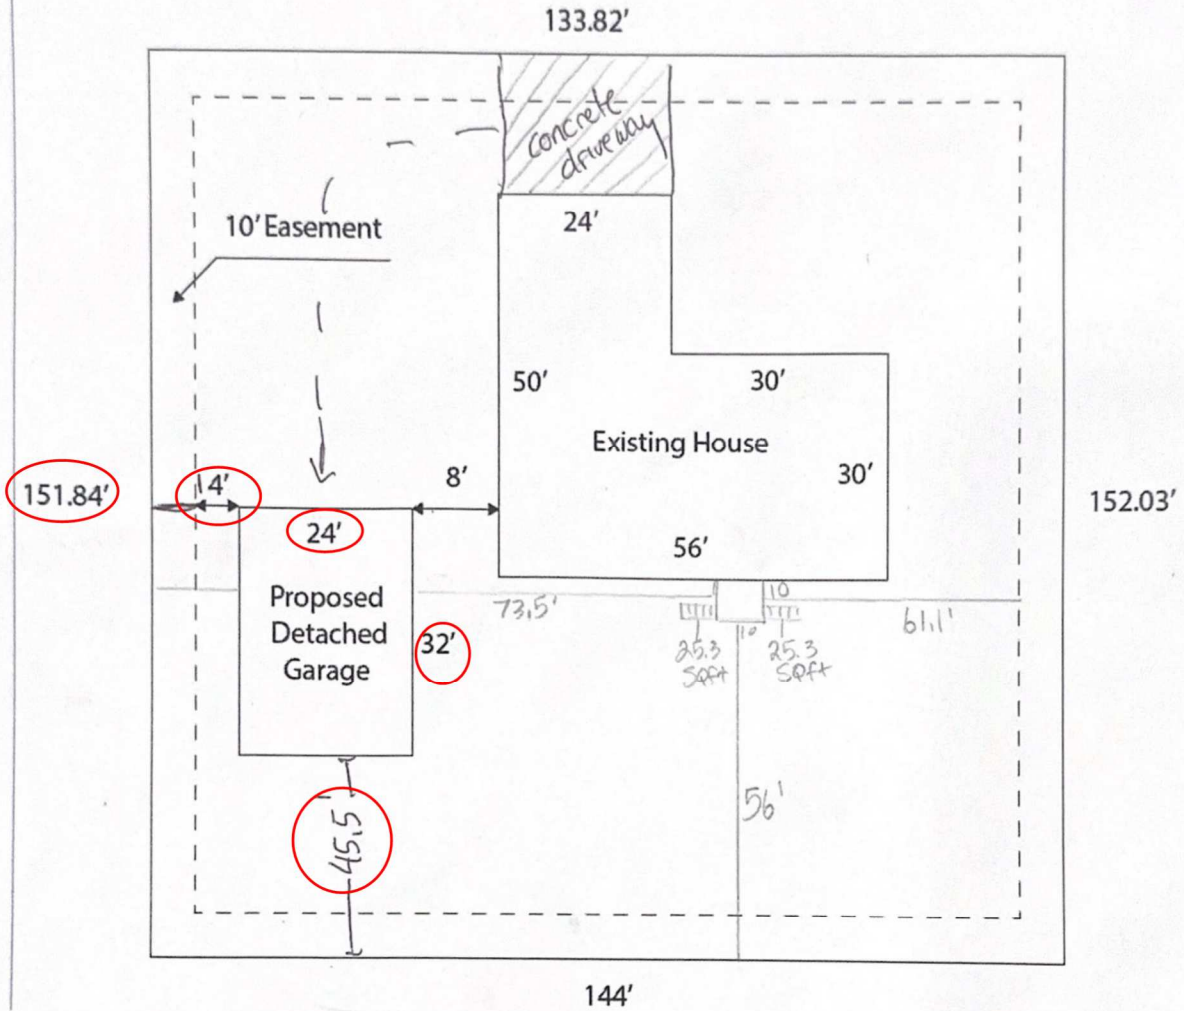 133.82'
concrete
driveway
24'
10' Easement
50'
30'
Existing House
30'
151.84'
14'
8'
152.03'
24'
56'
Proposed
Detached
Garage
32'
73.5'
10
10
61.1'
25.3
SQft
25.3
SQft
45.5'
56'
144'